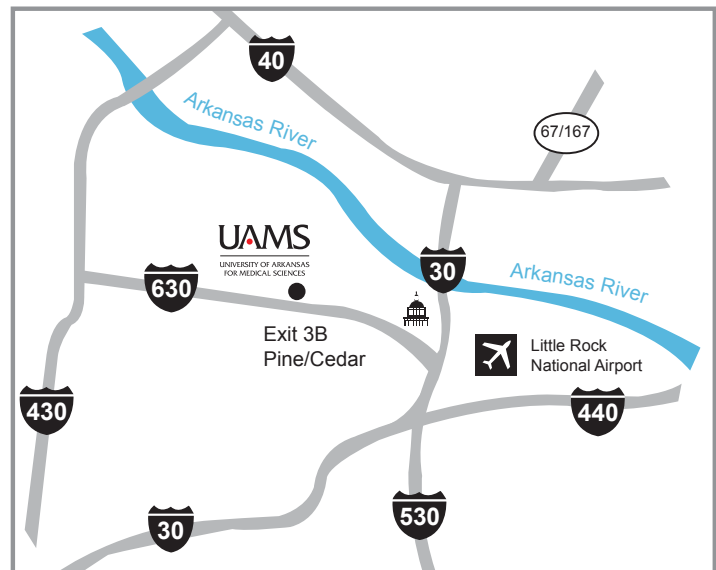 40
Arkansas River
67/167
UAMS
UNIVERSITY OF ARKANSAS
FOR MEDICAL SCIENCES
30
Arkansas River
630
Exit 3B
Pine/Cedar
Little Rock
National Airport
430
440
530
30